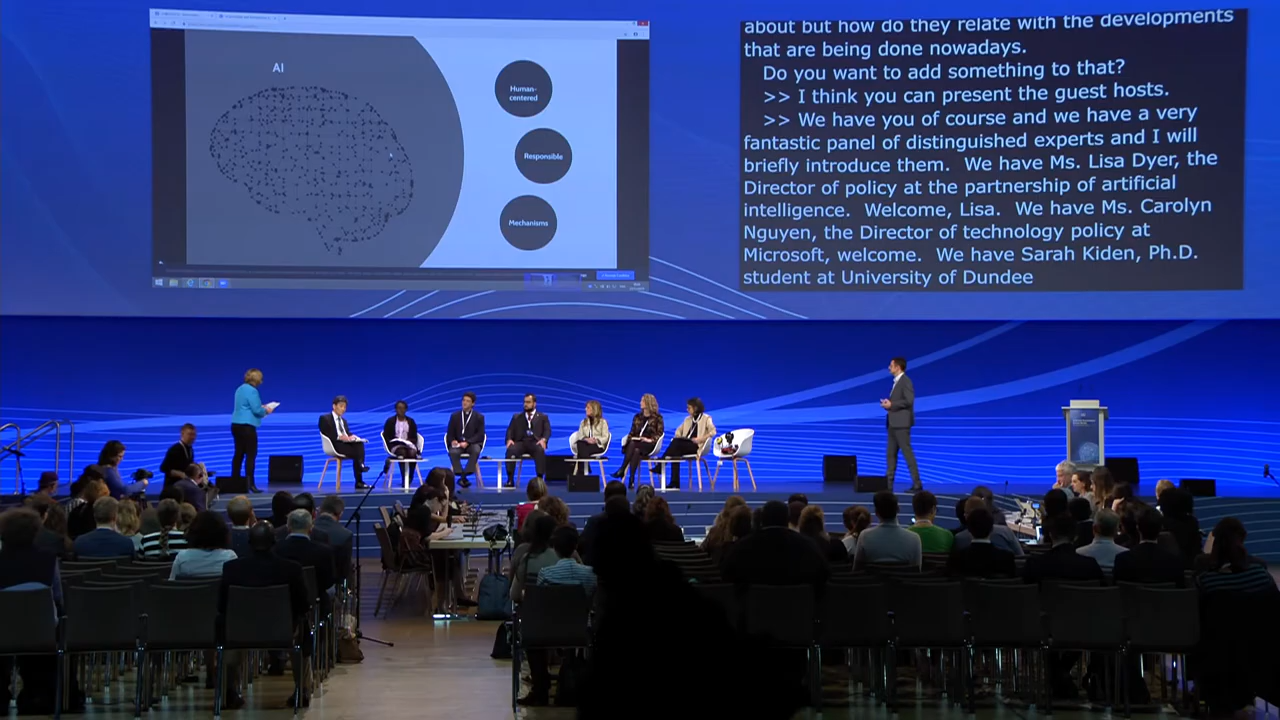 AI
Human-
centered
Responsible
Mechanisms
about but how do they relate with the developments
that are being done nowadays.
Do you want to add something to that?
>> I think you can present the guest hosts.
>> We have you of course and we have a very
fantastic panel of distinguished experts and I will
briefly introduce them.  We have Ms. Lisa Dyer, the
Director of policy at the partnership of artificial
intelligence.  Welcome, Lisa.  We have Ms. Carolyn
Nguyen, the Director of technology policy at
Microsoft, welcome.  We have Sarah Kiden, Ph.D.
student at University of Dundee